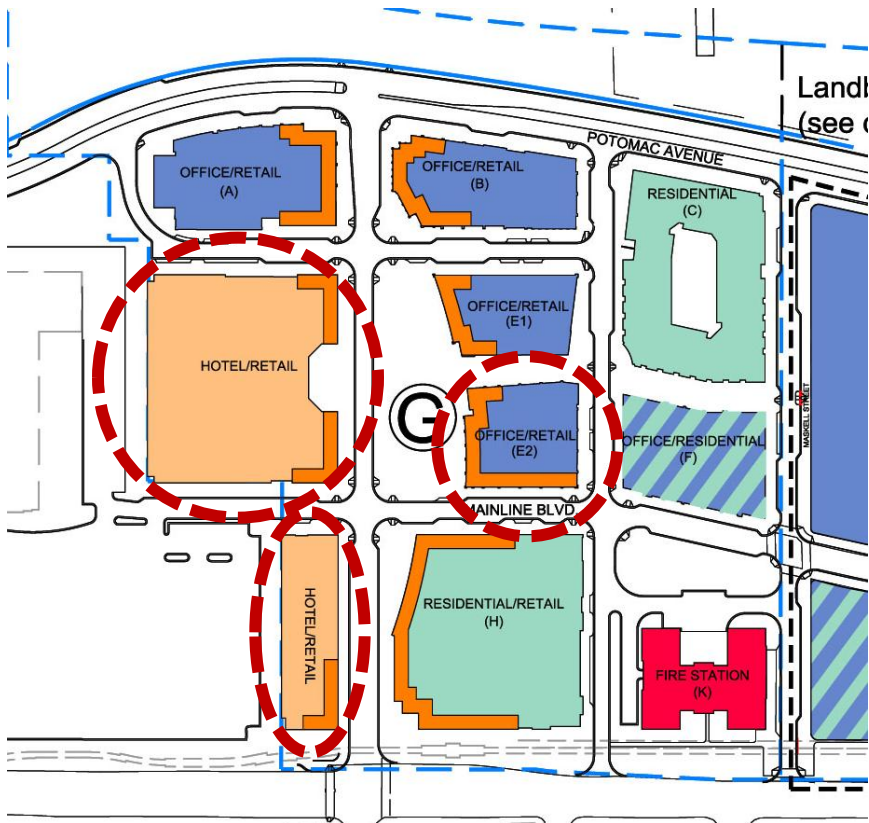 Landb
(see c
POTOMAC AVENUE
OFFICE/RETAIL
(A)
OFFICE/RETAIL
(B)
RESIDENTIAL
(C)
OFFICE/RETAIL
(E1)
HOTEL/RETAIL
G
OFFICE/RETAIL
(E2)
OFFICE/RESIDENTIAL
(F)
MASKELL STREET
MAINLINE BLVD
HOTEL/RETAIL
RESIDENTIAL/RETAIL
(H)
FIRE STATION
(K)